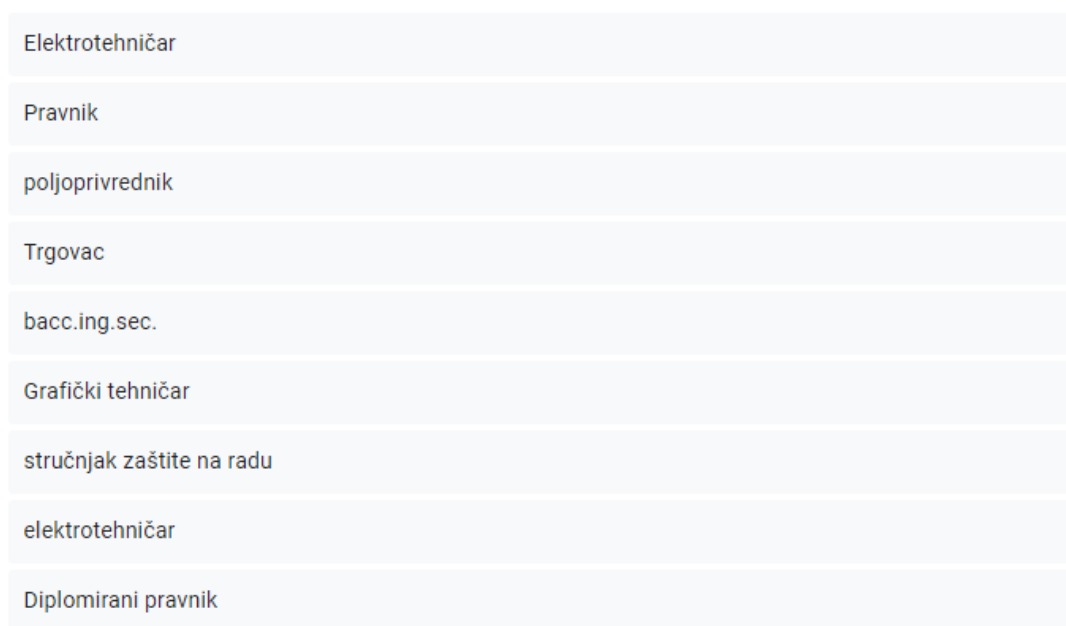 Elektrotehničar
Pravnik
poljoprivrednik
Trgovac
bacc.ing.sec.
Grafički tehničar
stručnjak zaštite na radu
elektrotehničar
Diplomirani pravnik